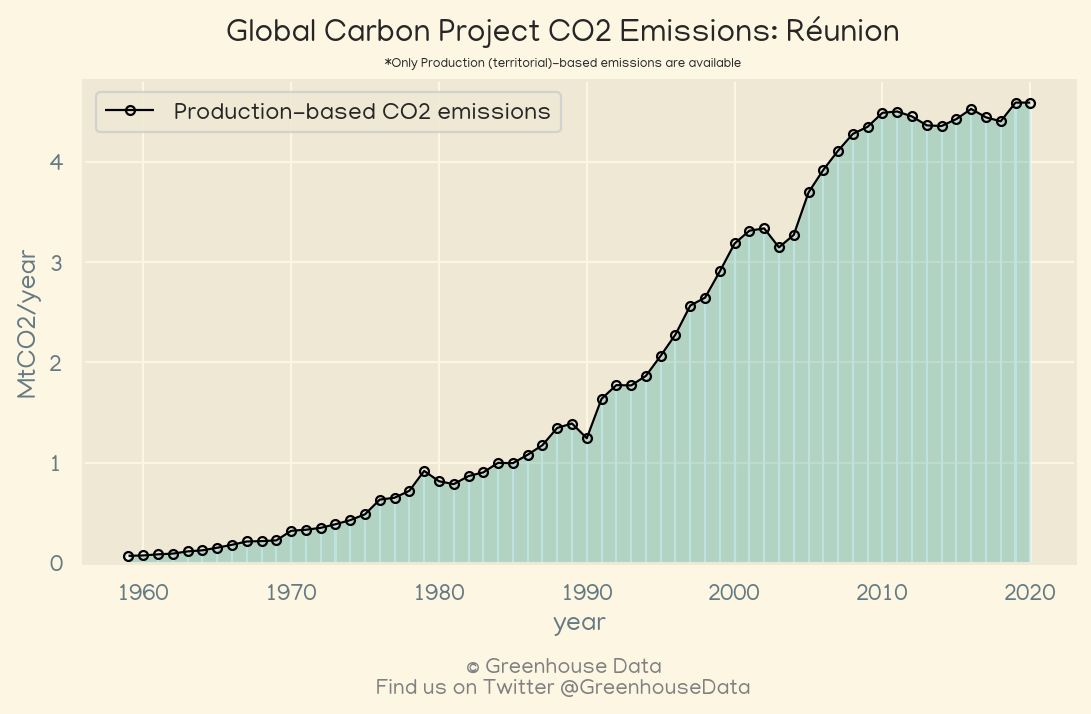 Global Carbon Project CO2 Emissions: Réunion
*Only Production (territorial)-based emissions are available
Production-based CO2 emissions
4
3
2
1
0
MtCO2/year
1960 1970 1980 1990 2000 2010 2020
year
© Greenhouse Data
Find us on Twitter @GreenhouseData